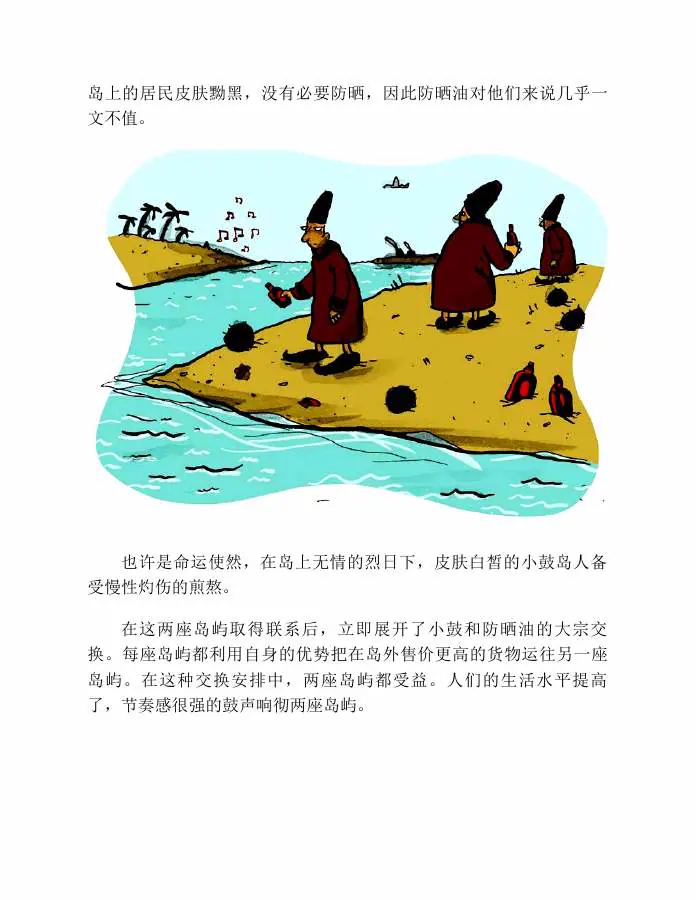 岛上的居民皮肤黝黑，没有必要防晒，因此防晒油对他们来说几乎一
文不值。
也许是命运使然，在岛上无情的烈日下，皮肤白皙的小鼓岛人备
受慢性灼伤的煎熬。
在这两座岛屿取得联系后，立即展开了小鼓和防晒油的大宗交
换。每座岛屿都利用自身的优势把在岛外售价更高的货物运往另一座
岛屿。在这种交换安排中，两座岛屿都受益。人们的生活水平提高
了，节奏感很强的鼓声响彻两座岛屿。